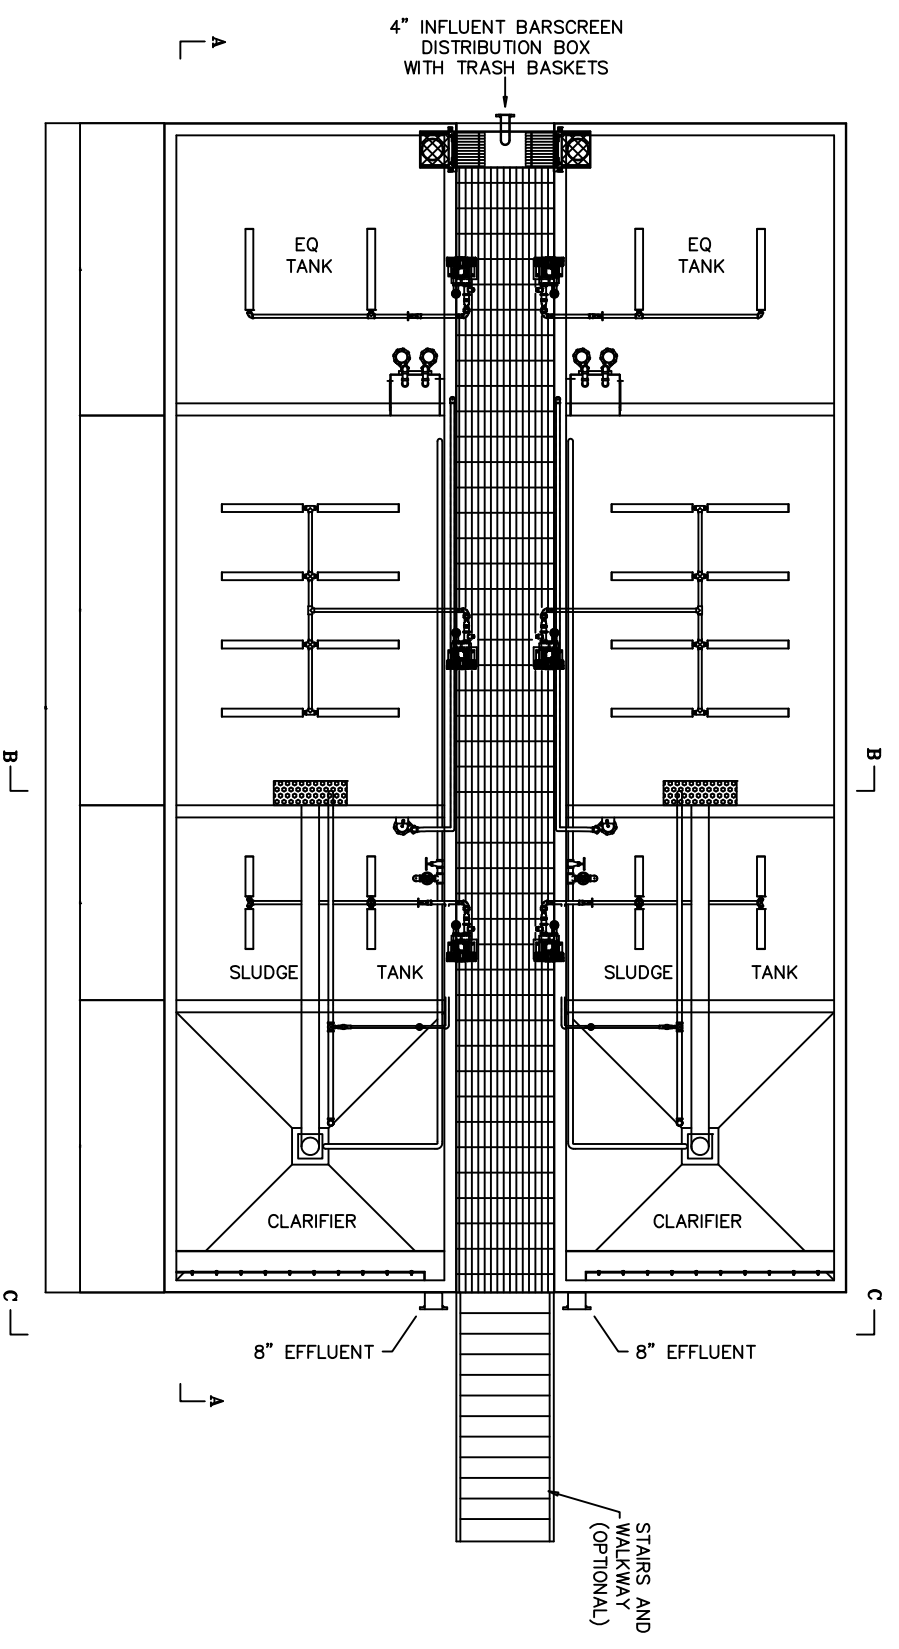 4" INFLUENT BARSCREEN
DISTRIBUTION BOX
WITH TRASH BASKETS
A
EQ
TANK
EQ
TANK
B
B
SLUDGE
TANK
SLUDGE
TANK
CLARIFIER
CLARIFIER
C
C
8" EFFLUENT
8" EFFLUENT
A
STAIRS AND
WALKWAY
(OPTIONAL)